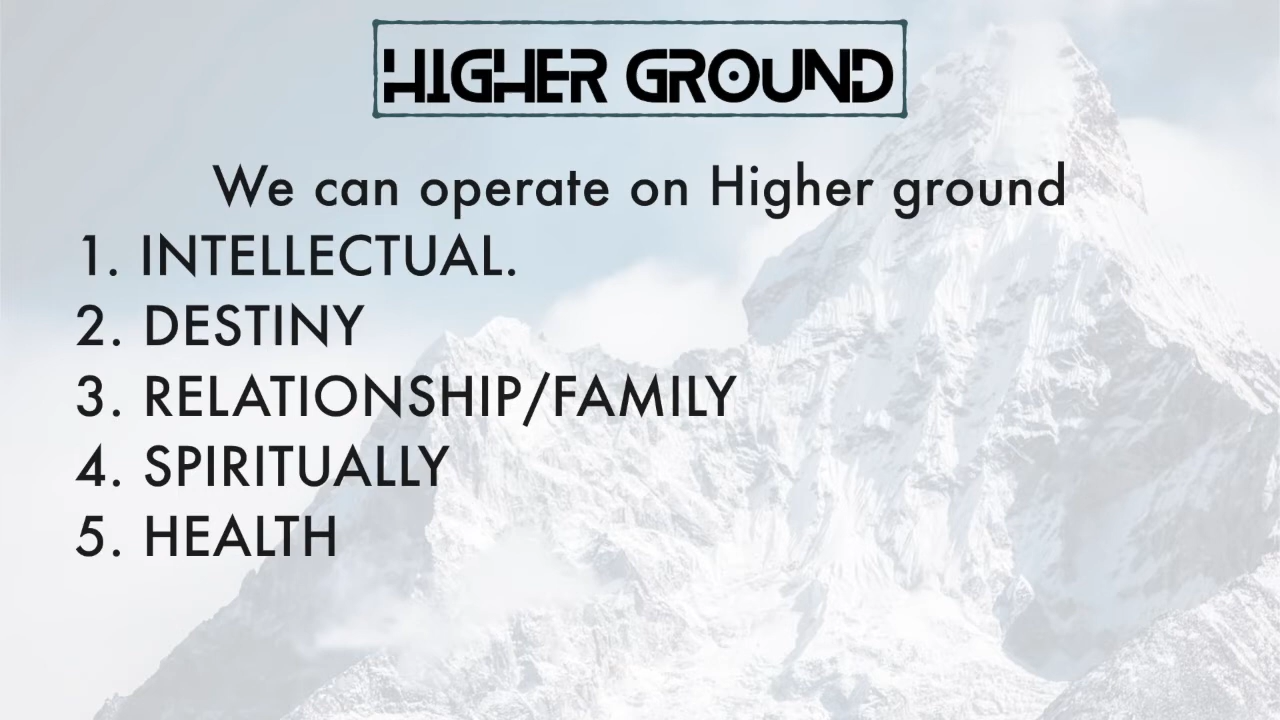 HIGHER GROUND
We can operate on Higher ground
1. INTELLECTUAL.
2. DESTINY
3. RELATIONSHIP/FAMILY
4. SPIRITUALLY
5. HEALTH